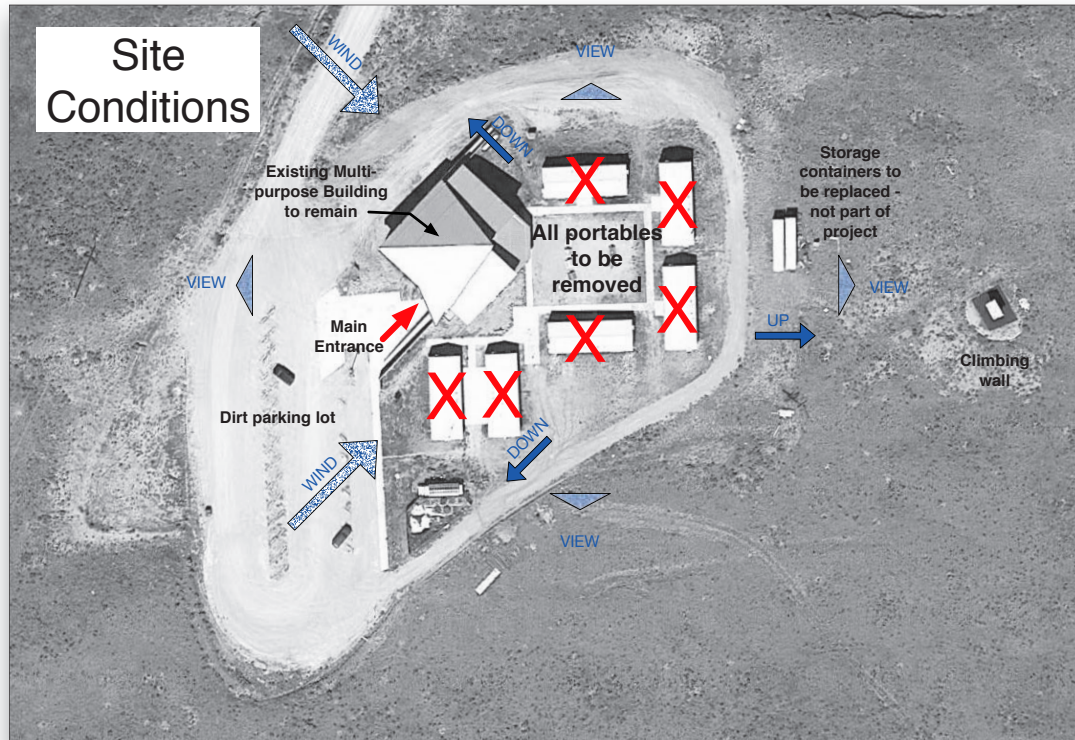 Site
Conditions
WIND
VIEW
DOWN
Existing Multi-
purpose Building
to remain
Storage
containers to
be replaced -
not part of
project
X
X
All portables
to be
removed
VIEW
VIEW
X
X
UP
Main
Entrance
Climbing
wall
X
X
Dirt parking lot
DOWN
WIND
VIEW